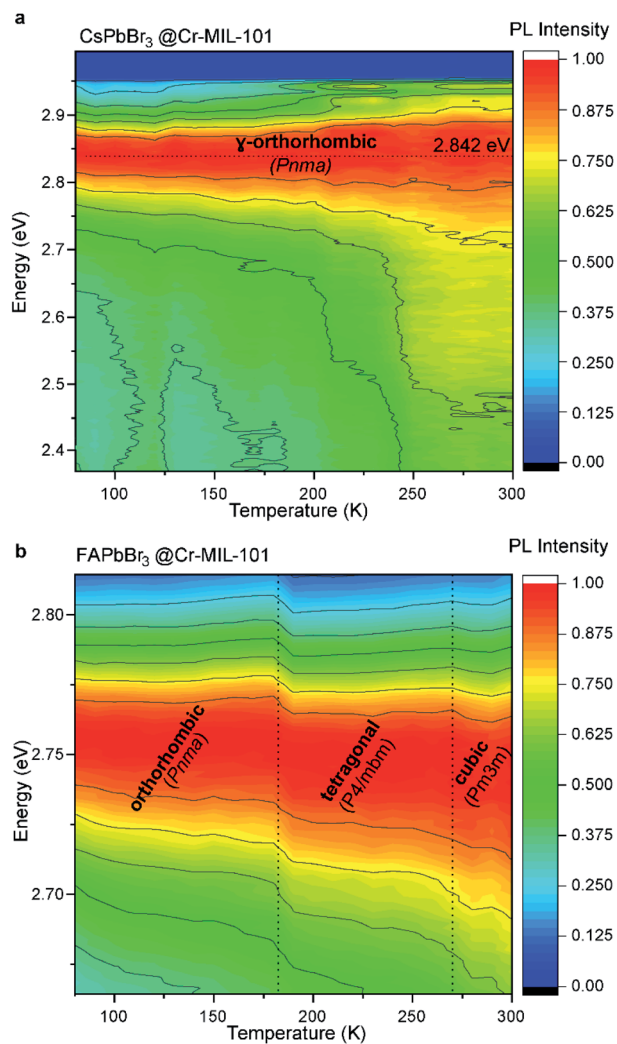 a
CsPbBr₃ @Cr-MIL-101
PL Intensity
Energy (eV)
2.9
2.8
2.7
2.6
2.5
2.4
ɣ-orthorhombic
(Pnma)
2.842 eV
100
150
200
250
300
Temperature (K)
1.00
0.875
0.750
0.625
0.500
0.375
0.250
0.125
0.00
b
FAPbBr₃ @Cr-MIL-101
PL Intensity
Energy (eV)
2.80
2.75
2.70
orthorhombic
(Pnma)
tetragonal
(P4/mbm)
cubic
(Pm3m)
100
150
200
250
300
Temperature (K)
1.00
0.875
0.750
0.625
0.500
0.375
0.250
0.125
0.00